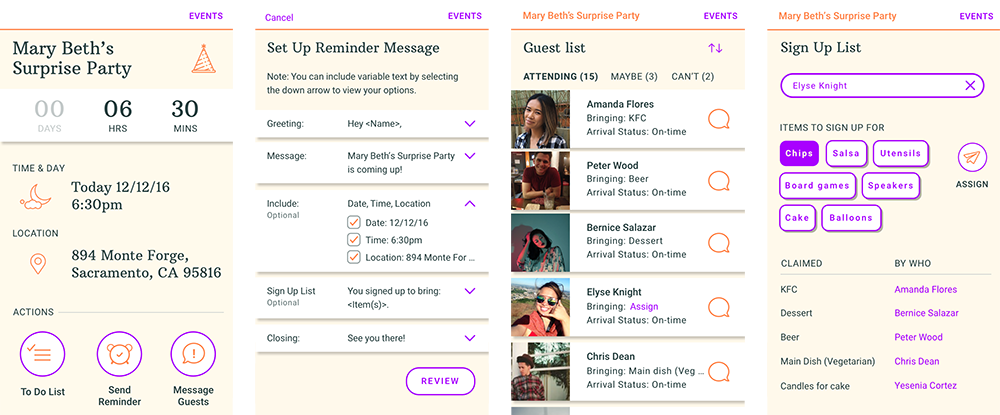 EVENTS
Mary Beth's
Surprise Party
00
DAYS
06
HRS
30
MINS
TIME & DAY
Today 12/12/16
6:30pm
LOCATION
894 Monte Forge,
Sacramento, CA 95816
ACTIONS
To Do List
Send
Reminder
Message
Guests
Cancel
EVENTS
Set Up Reminder Message
Note: You can include variable text by selecting
the down arrow to view your options.
Greeting: Hey <Name>,
Message: Mary Beth's Surprise Party
is coming up!
Include: Date, Time, Location
Optional
Date: 12/12/16
Time: 6:30pm
Location: 894 Monte For ...
Sign Up List You signed up to bring:
Optional <Item(s)>.
Closing: See you there!
REVIEW
Mary Beth's Surprise Party EVENTS
Guest list
ATTENDING (15) MAYBE (3) CAN'T (2)
Amanda Flores
Bringing: KFC
Arrival Status: On-time
Peter Wood
Bringing: Beer
Arrival Status: On-time
Bernice Salazar
Bringing: Dessert
Arrival Status: On-time
Elyse Knight
Bringing: Assign
Arrival Status: On-time
Chris Dean
Bringing: Main dish (Veg ...
Arrival Status: On-time
Mary Beth's Surprise Party EVENTS
Sign Up List
Elyse Knight
ITEMS TO SIGN UP FOR
Chips Salsa Utensils
Board games Speakers
Cake Balloons
ASSIGN
CLAIMED BY WHO
KFC Amanda Flores
Dessert Bernice Salazar
Beer Peter Wood
Main Dish (Vegetarian) Chris Dean
Candles for cake Yesenia Cortez